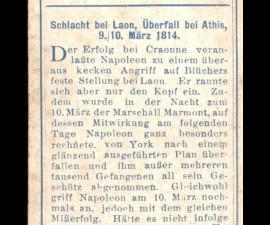 Schlacht bei Laon, Überfall bei Athis,
9./10. März 1814.
Der Erfolg bei Craonne veran-
laßte Napoleon zu einem über-
aus kecken Angriff auf Blüchers
feste Stellung bei Laon. Er rannte
sich aber nur den Kopf ein. Zu-
dem wurde in der Nacht zum
10. März der Marschall Marmont,
auf dessen Mitwirkung am folgenden
Tage Napoleon ganz besonders
rechnete, von York nach einem
glänzend ausgeführten Plan über-
fallen und ihm außer mehreren
tausend Gefangenen all sein Ge-
schütz abgenommen. Gleichwohl
griff Napoleon am 10. März noch-
mals an, jedoch mit dem gleichen
Mißerfolg. Hätte es nicht infolge